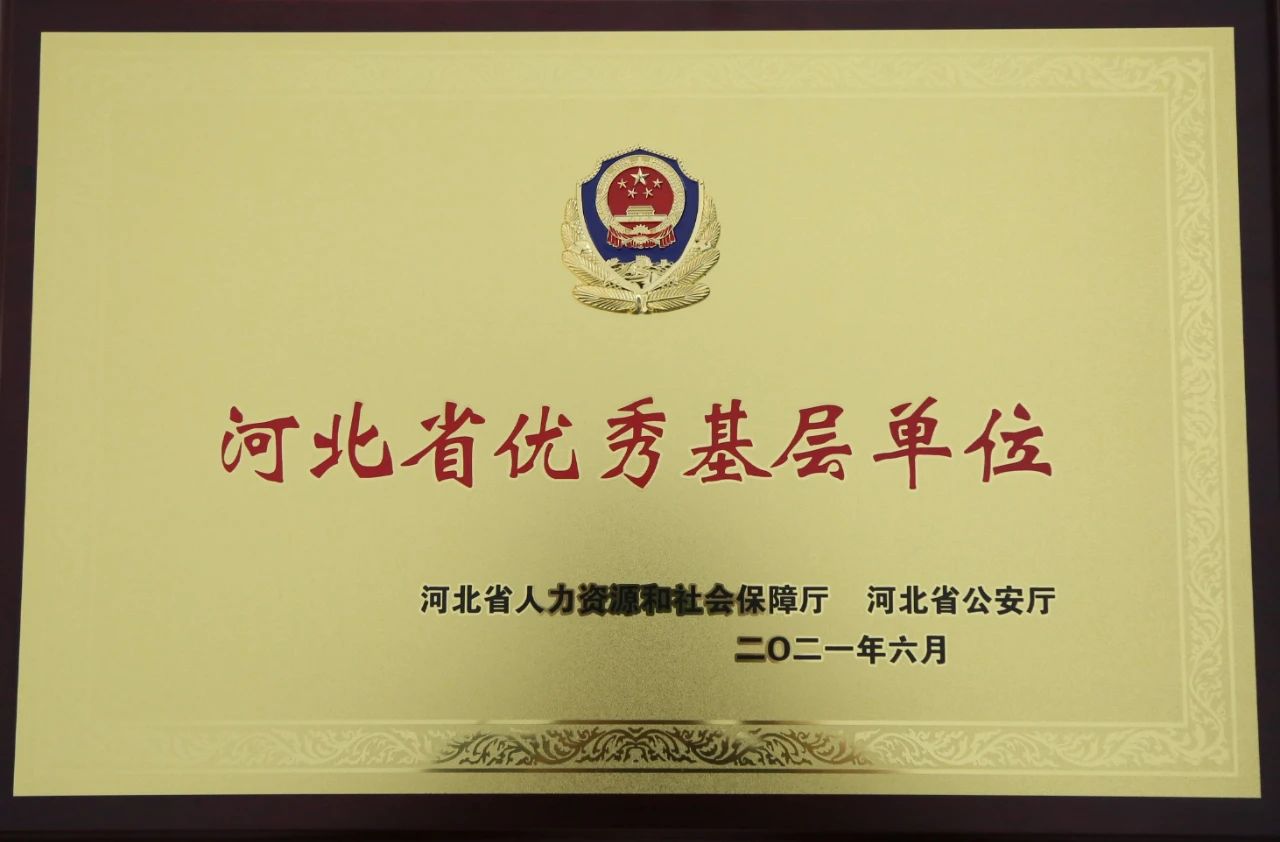 河北省优秀基层单位
河北省人力资源和社会保障厅 河北省公安厅
二〇二一年六月